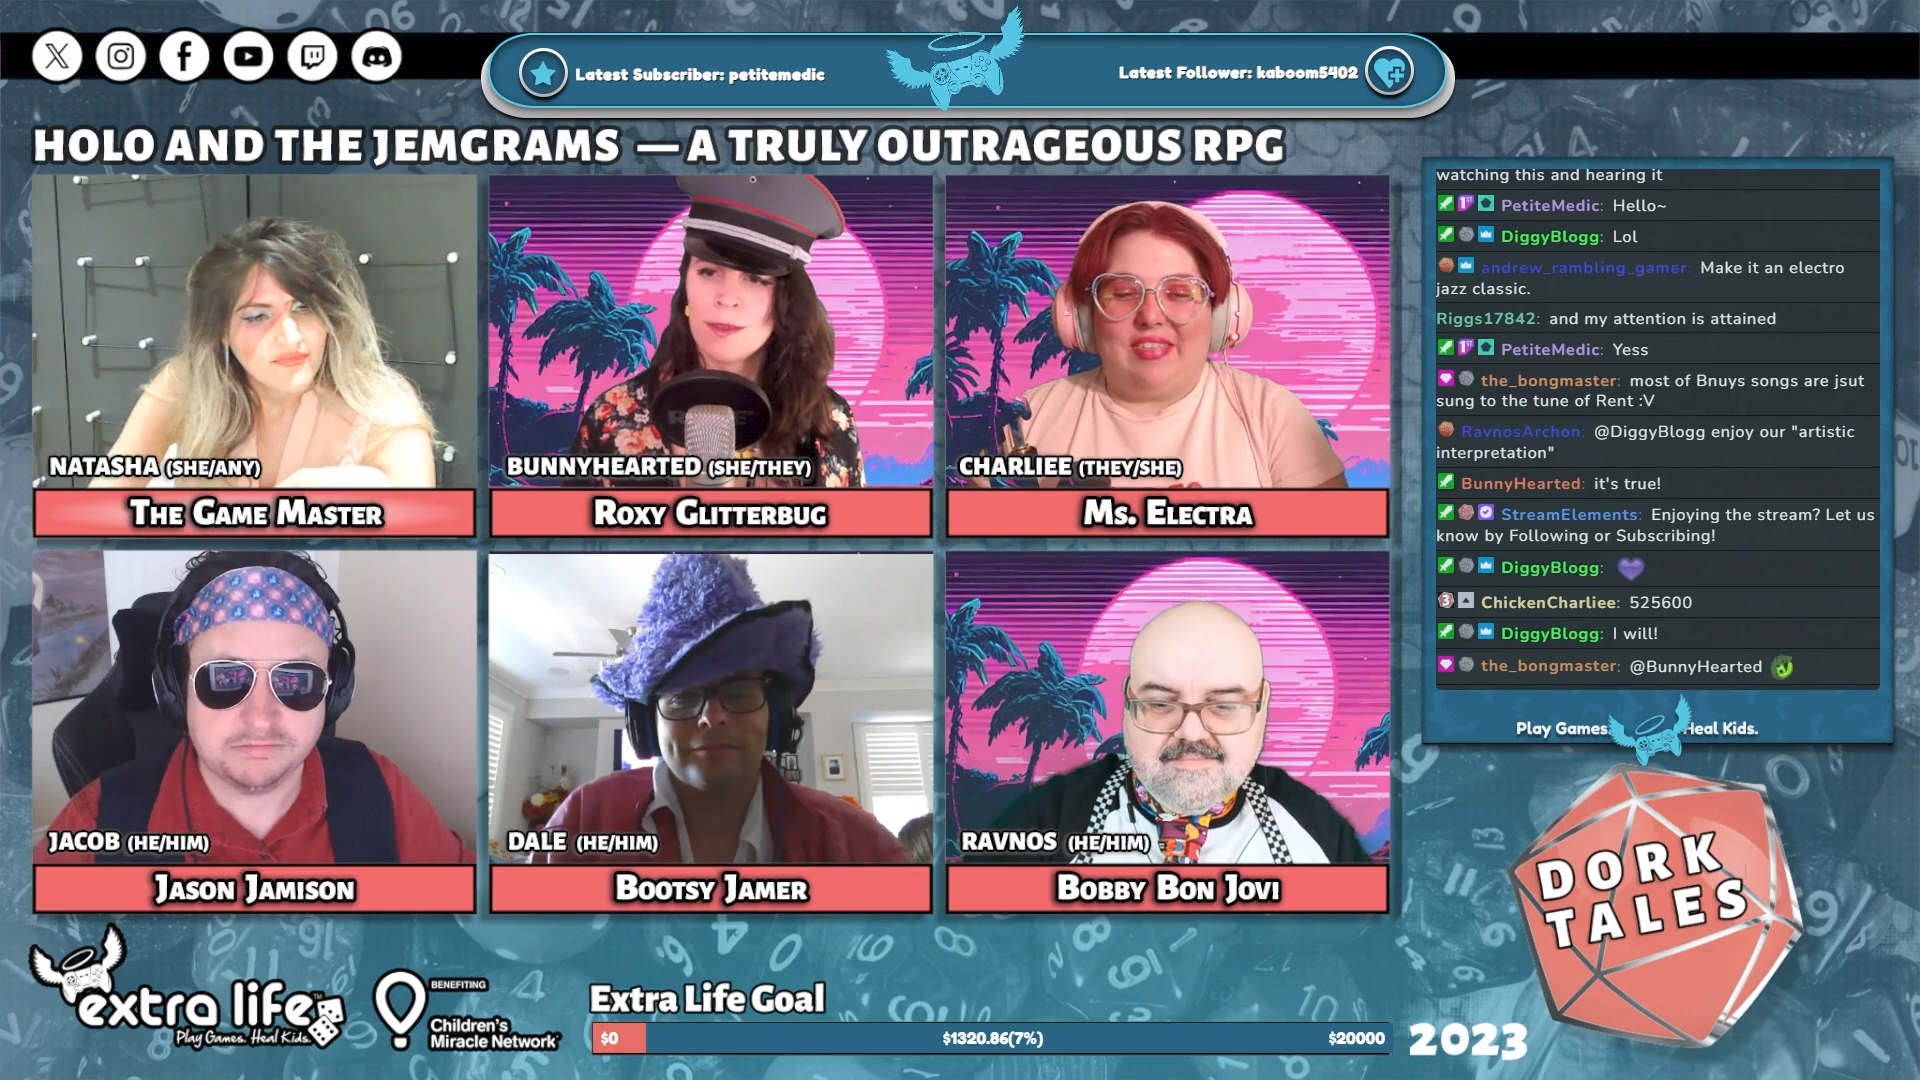 Latest Subscriber: petitemedic
Latest Follower: kaboom5402
HOLO AND THE JEMGRAMS — A TRULY OUTRAGEOUS RPG
NATASHA (SHE/ANY)
THE GAME MASTER
BUNNYHEARTED (SHE/THEY)
ROXY GLITTERBUG
CHARLIEE (THEY/SHE)
MS. ELECTRA
JACOB (HE/HIM)
JASON JAMISON
DALE (HE/HIM)
BOOTSY JAMER
RAVNOS (HE/HIM)
BOBBY BON JOVI
watching this and hearing it
PetiteMedic: Hello~
DiggyBlogg: Lol
andrew_rambling_gamer: Make it an electro
jazz classic.
Riggs17842: and my attention is attained
PetiteMedic: Yess
the_bongmaster: most of Bnuys songs are jsut
sung to the tune of Rent :V
RavnosArchon: @DiggyBlogg enjoy our "artistic
interpretation"
BunnyHearted: it's true!
StreamElements: Enjoying the stream? Let us
know by Following or Subscribing!
DiggyBlogg:
ChickenCharliee: 525600
DiggyBlogg: I will!
the_bongmaster: @BunnyHearted
Play Games. Heal Kids.
DORK
TALES
extra life
Play Games. Heal Kids.
BENEFITING
Children's
Miracle Network
Extra Life Goal
$0 $1320.86(7%) $20000
2023